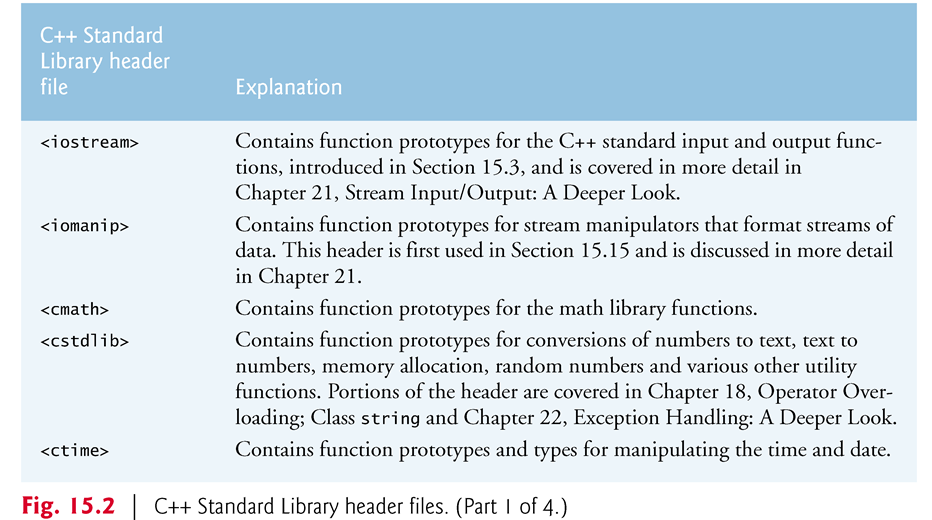 C++ Standard
Library header
file
Explanation
<iostream>
Contains function prototypes for the C++ standard input and output func-
tions, introduced in Section 15.3, and is covered in more detail in
Chapter 21, Stream Input/Output: A Deeper Look.
<iomanip>
Contains function prototypes for stream manipulators that format streams of
data. This header is first used in Section 15.15 and is discussed in more detail
in Chapter 21.
<cmath>
Contains function prototypes for the math library functions.
<cstdlib>
Contains function prototypes for conversions of numbers to text, text to
numbers, memory allocation, random numbers and various other utility
functions. Portions of the header are covered in Chapter 18, Operator Over-
loading; Class string and Chapter 22, Exception Handling: A Deeper Look.
<ctime>
Contains function prototypes and types for manipulating the time and date.
Fig. 15.2 | C++ Standard Library header files. (Part 1 of 4.)